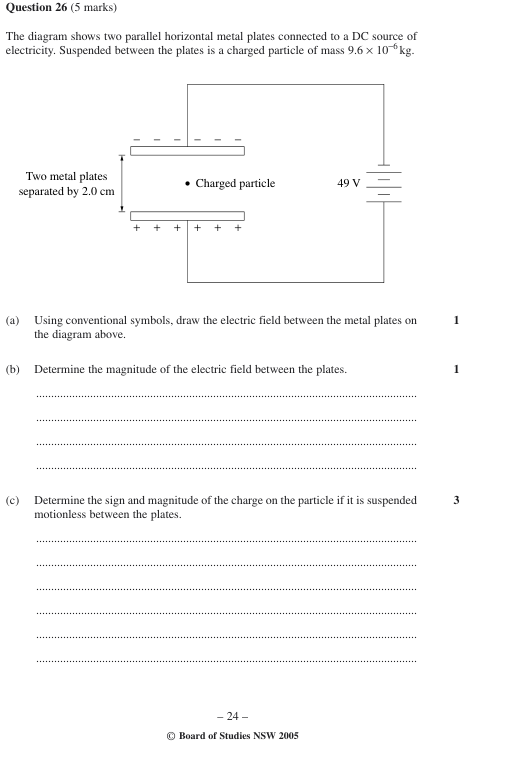 Question 26 (5 marks)
The diagram shows two parallel horizontal metal plates connected to a DC source of
electricity. Suspended between the plates is a charged particle of mass 9.6 × 10⁻⁶ kg.
– – – – – –
Two metal plates
separated by 2.0 cm
Charged particle
49 V
+ + + + + +
(a) Using conventional symbols, draw the electric field between the metal plates on
the diagram above.
1
(b) Determine the magnitude of the electric field between the plates.
1
(c) Determine the sign and magnitude of the charge on the particle if it is suspended
motionless between the plates.
3
– 24 –
© Board of Studies NSW 2005